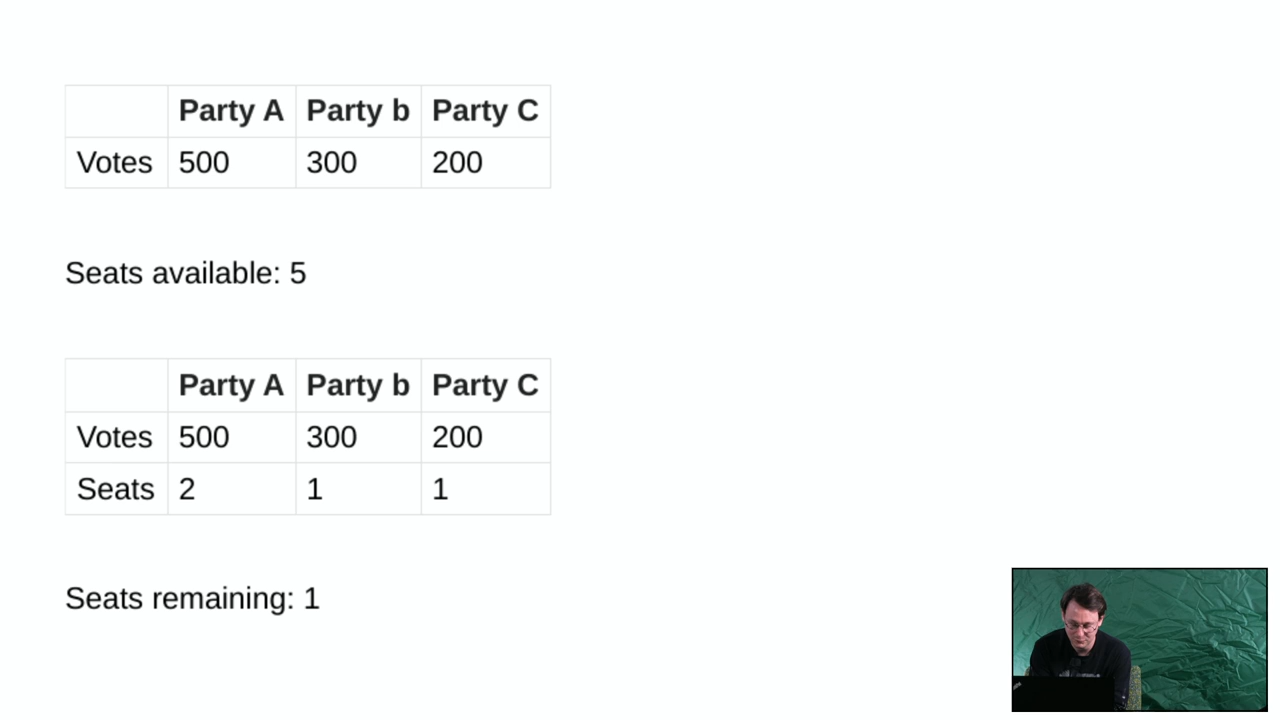 Party A Party b Party C
Votes 500 300 200
Seats available: 5
Party A Party b Party C
Votes 500 300 200
Seats 2 1 1
Seats remaining: 1